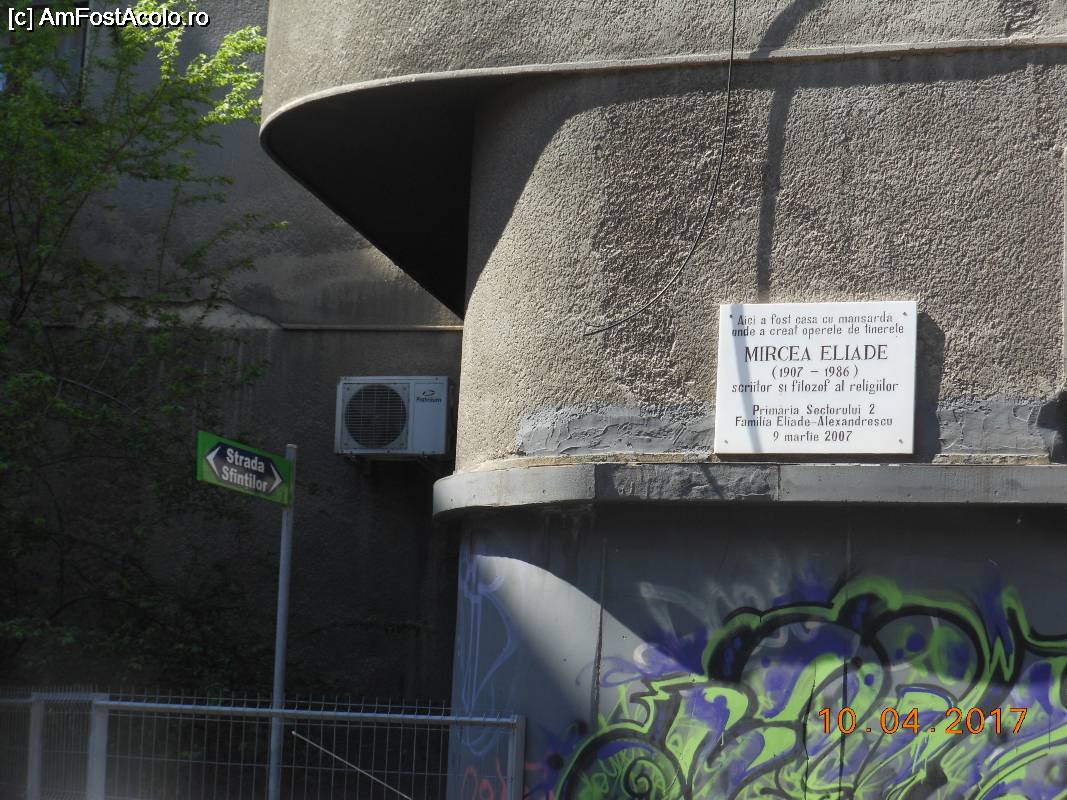 [c] AmFostAcolo.ro
Aici a fost casa cu mansarda
unde a creat operele de tinerete
MIRCEA ELIADE
(1907 - 1986)
scriitor si filozof al religiilor
Primăria Sectorului 2
Familia Eliade-Alexandrescu
9 martie 2007
Strada
Sfintilor
10.04.2017